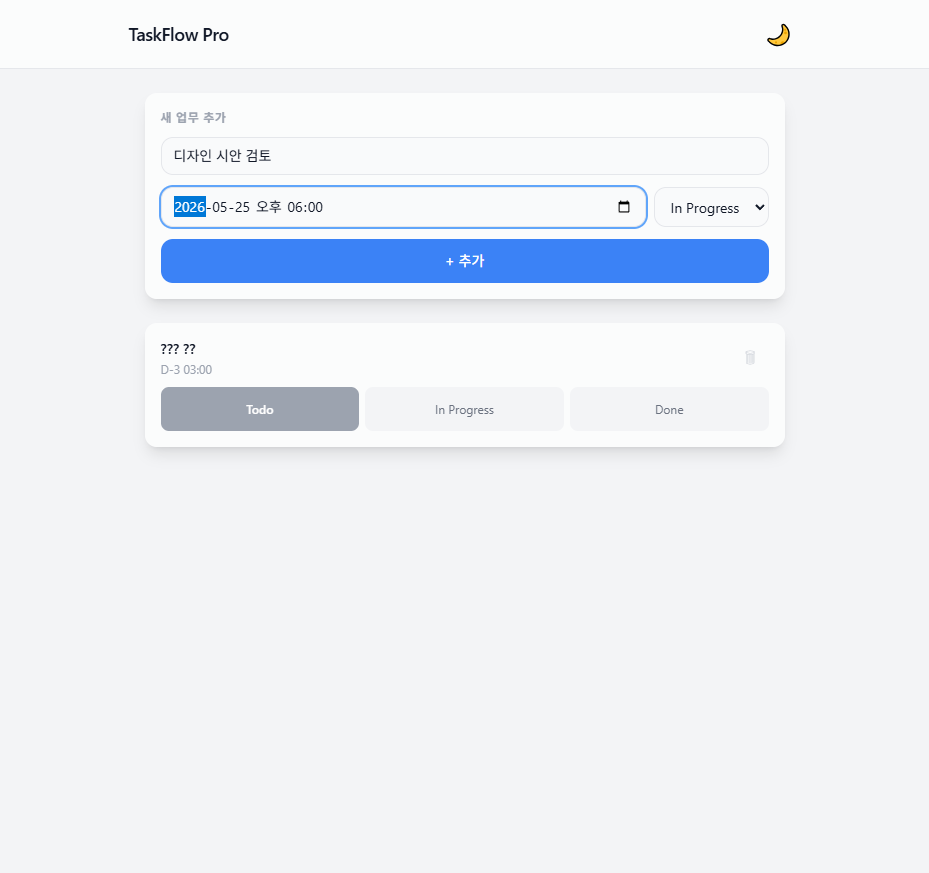 TaskFlow Pro
새 업무 추가
디자인 시안 검토
2026-05-25 오후 06:00
In Progress
+ 추가
??? ??
D-3 03:00
Todo
In Progress
Done